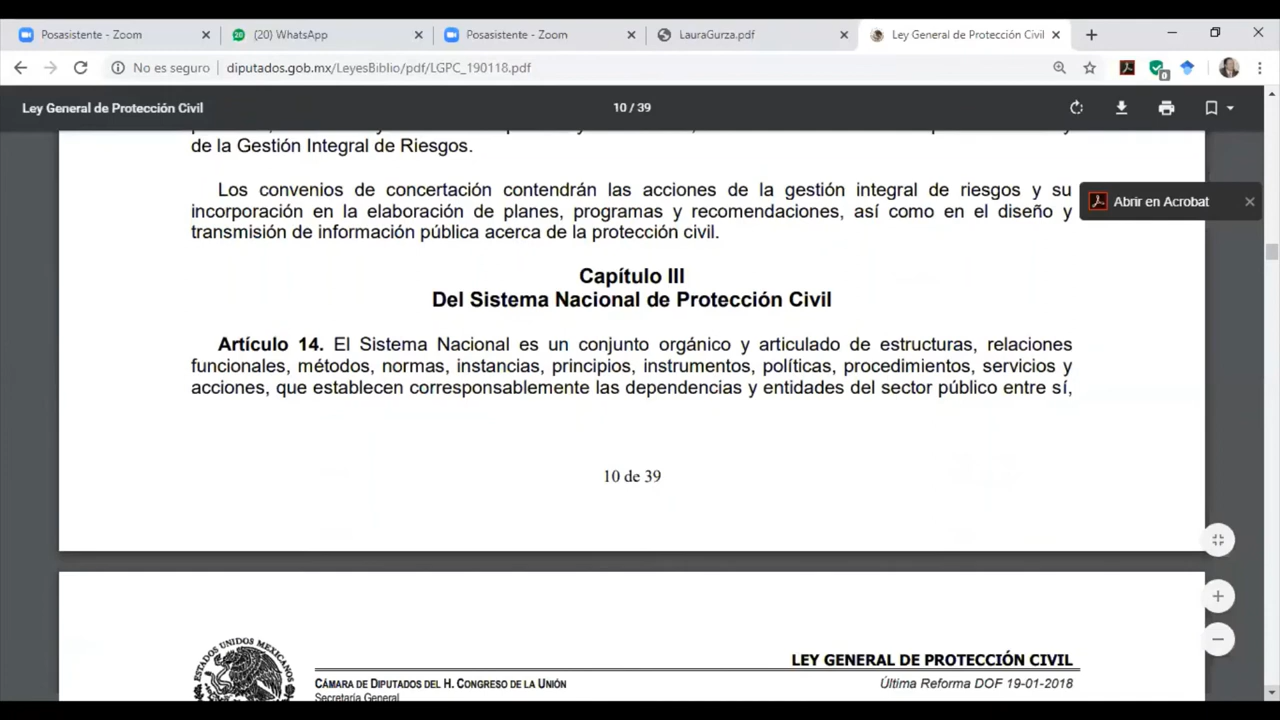 Posasistente - Zoom
(20) WhatsApp
Posasistente - Zoom
LauraGurza.pdf
Ley General de Protección Civil
No es seguro
diputados.gob.mx/LeyesBiblio/pdf/LGPC_190118.pdf
0
Ley General de Protección Civil
10 / 39
de la Gestión Integral de Riesgos.
Los convenios de concertación contendrán las acciones de la gestión integral de riesgos y su
incorporación en la elaboración de planes, programas y recomendaciones, así como en el diseño y
transmisión de información pública acerca de la protección civil.
Abrir en Acrobat
Capítulo III
Del Sistema Nacional de Protección Civil
Artículo 14. El Sistema Nacional es un conjunto orgánico y articulado de estructuras, relaciones
funcionales, métodos, normas, instancias, principios, instrumentos, políticas, procedimientos, servicios y
acciones, que establecen corresponsablemente las dependencias y entidades del sector público entre sí,
10 de 39
ESTADOS UNIDOS MEXICANOS
LEY GENERAL DE PROTECCIÓN CIVIL
CÁMARA DE DIPUTADOS DEL H. CONGRESO DE LA UNIÓN
Última Reforma DOF 19-01-2018
Secretaría General